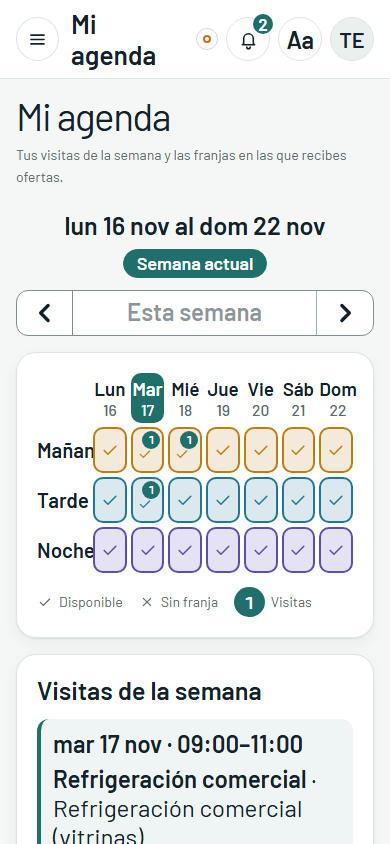 Mi
agenda
2
Aa
TE
Mi agenda
Tus visitas de la semana y las franjas en las que recibes
ofertas.
lun 16 nov al dom 22 nov
Semana actual
Esta semana
Lun Mar Mié Jue Vie Sáb Dom
16 17 18 19 20 21 22
Mañan
1 1
Tarde
1
Noche
Disponible Sin franja 1 Visitas
Visitas de la semana
mar 17 nov · 09:00–11:00
Refrigeración comercial ·
Refrigeración comercial
(vitrinas)